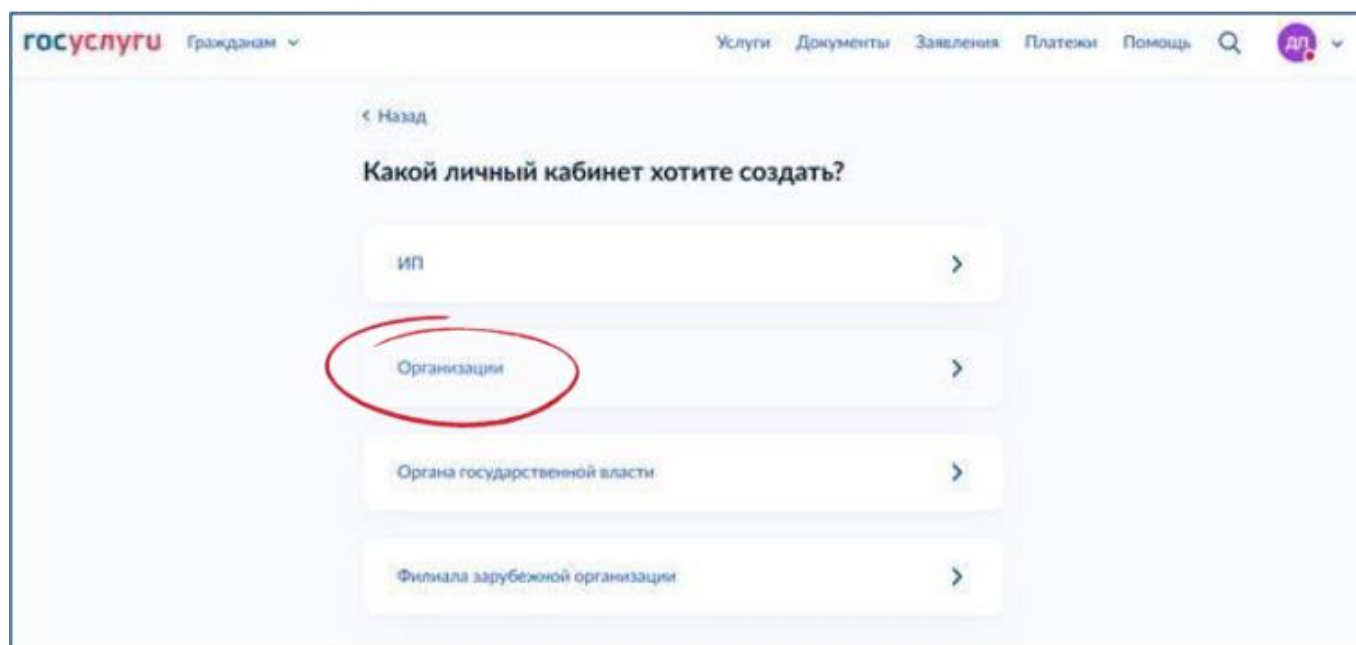 госуслуги Гражданам Услуги Документы Заявления Платежи Помощь ДП
Назад
Какой личный кабинет хотите создать?
ИП
Организации
Органа государственной власти
Филиала зарубежной организации